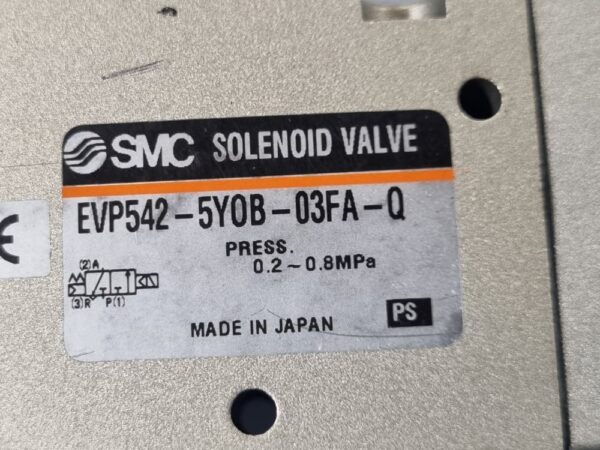 SMC SOLENOID VALVE
EVP542-5YOB-03FA-Q
PRESS.
0.2~0.8MPa
(2)A
(3)R P(1)
MADE IN JAPAN
PS